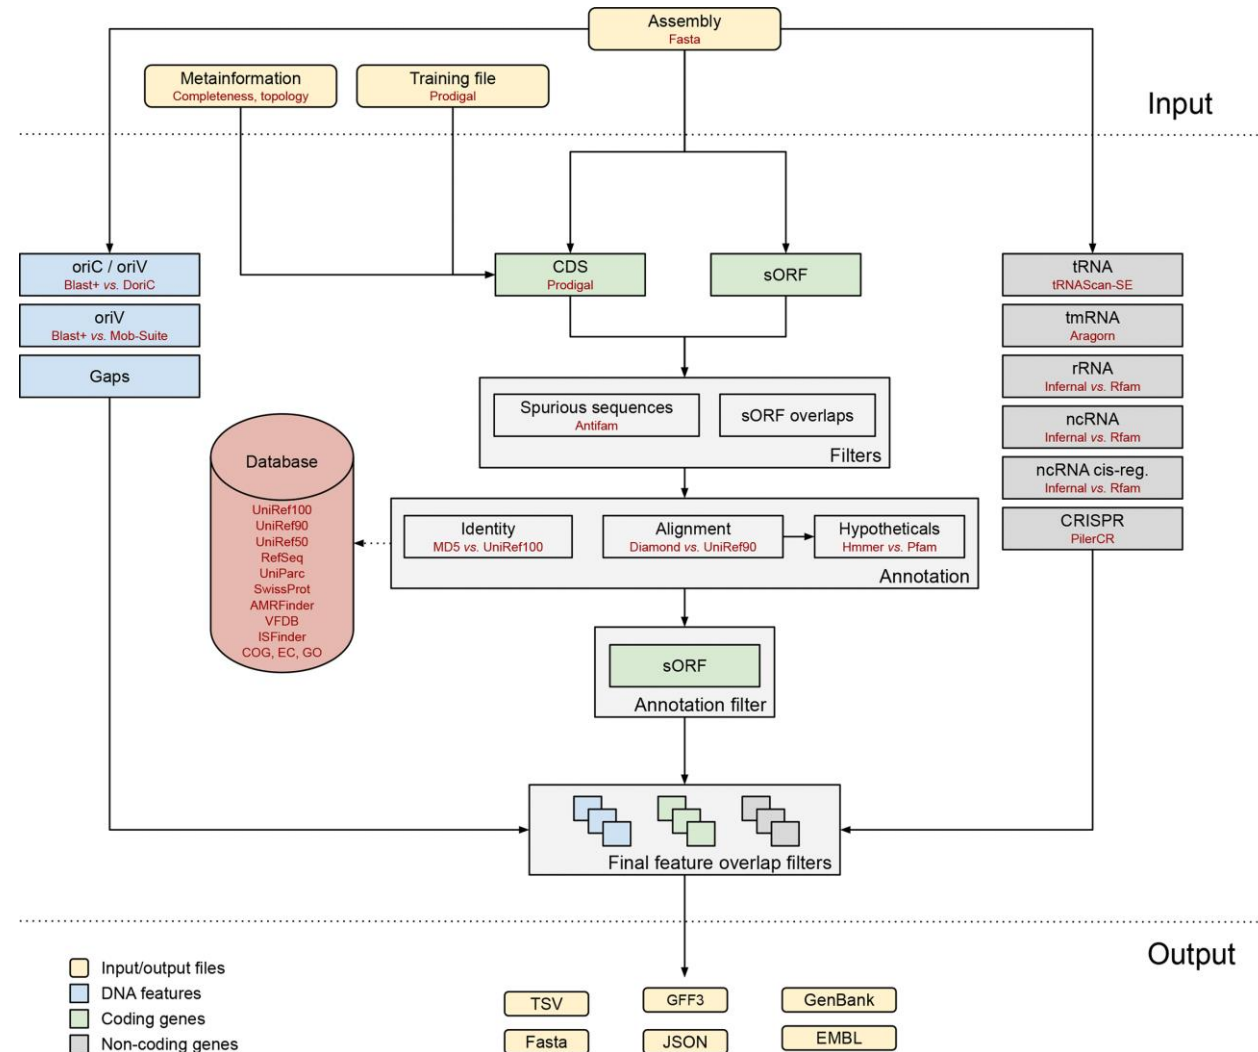 Assembly
Fasta
Metainformation
Completeness, topology
Training file
Prodigal
Input
oriC / oriV
Blast+ vs. DoriC
oriV
Blast+ vs. Mob-Suite
Gaps
CDS
Prodigal
sORF
tRNA
tRNAScan-SE
tmRNA
Aragorn
rRNA
Infernal vs. Rfam
ncRNA
Infernal vs. Rfam
ncRNA cis-reg.
Infernal vs. Rfam
CRISPR
PilerCR
Spurious sequences
Antifam
sORF overlaps
Filters
Database
UniRef100
UniRef90
UniRef50
RefSeq
UniParc
SwissProt
AMRFinder
VFDB
ISFinder
COG, EC, GO
Identity
MD5 vs. UniRef100
Alignment
Diamond vs. UniRef90
Hypotheticals
Hmmer vs. Pfam
Annotation
sORF
Annotation filter
Final feature overlap filters
Output
Input/output files
DNA features
Coding genes
Non-coding genes
TSV
GFF3
GenBank
Fasta
JSON
EMBL